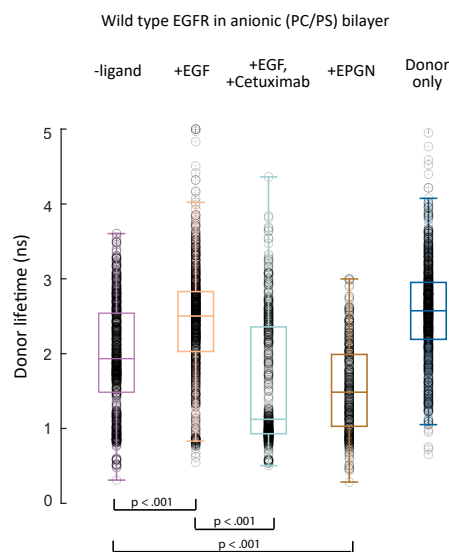 Wild type EGFR in anionic (PC/PS) bilayer
-ligand
+EGF
+EGF,
+Cetuximab
+EPGN
Donor
only
Donor lifetime (ns)
5
4
3
2
1
0
p < .001
p < .001
p < .001